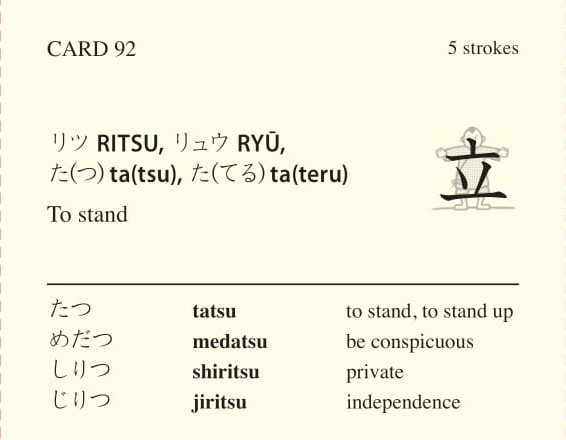 CARD 92 5 strokes
リツ RITSU, リュウ RYŪ,
た(つ) ta(tsu), た(てる) ta(teru)
立
To stand
たつ tatsu to stand, to stand up
めだつ medatsu be conspicuous
しりつ shiritsu private
じりつ jiritsu independence